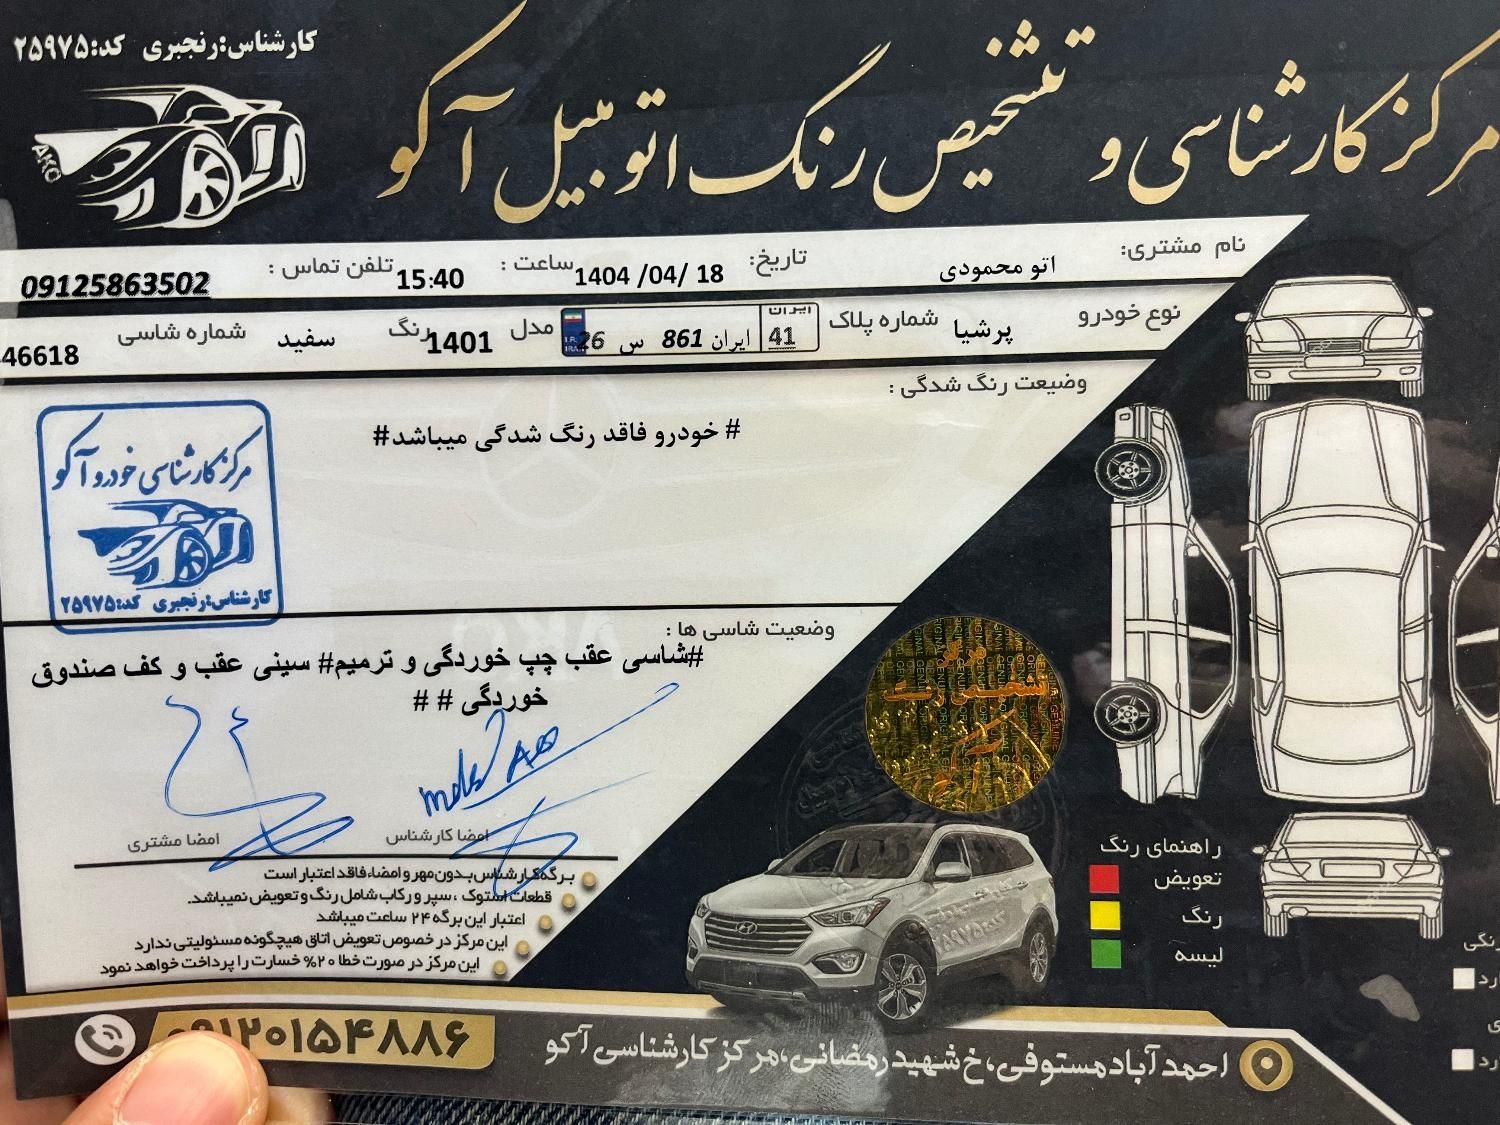 کارشناس:رنجبری کد:۲۵۹۷۵
AKO
مرکز کارشناسی و تشخیص رنگ اتومبیل آکو
نام مشتری: اتو محمودی تاریخ: 1404 /04/ 18 ساعت : 15:40 تلفن تماس : 09125863502
نوع خودرو پرشیا شماره پلاک ایران 41 ایران 861 س 26 مدل 1401 رنگ سفید شماره شاسی 46618
وضیعت رنگ شدگی :
# خودرو فاقد رنگ شدگی میباشد#
مرکز کارشناسی خودرو آکو
کارشناس:رنجبری کد:۲۵۹۷۵
وضعیت شاسی ها :
#شاسی عقب چپ خوردگی و ترمیم# سینی عقب و کف صندوق
خوردگی # #
امضا کارشناس امضا مشتری
برگه کارشناس بدون مهر و امضاء فاقد اعتبار است
قطعات استوک ، سپر و رکاب شامل رنگ و تعویض نمیباشد.
اعتبار این برگه ۲۴ ساعت میباشد
این مرکز در خصوص تعویض اتاق هیچگونه مسئولیتی ندارد
این مرکز در صورت خطا ۲۰% خسارت را پرداخت خواهد نمود
راهنمای رنگ
تعویض
رنگ
لیسه
احمدآباد مستوفی، خ شهید رمضانی، مرکز کارشناسی آکو
۰۹۱۲۰۱۵۴۸۸۶